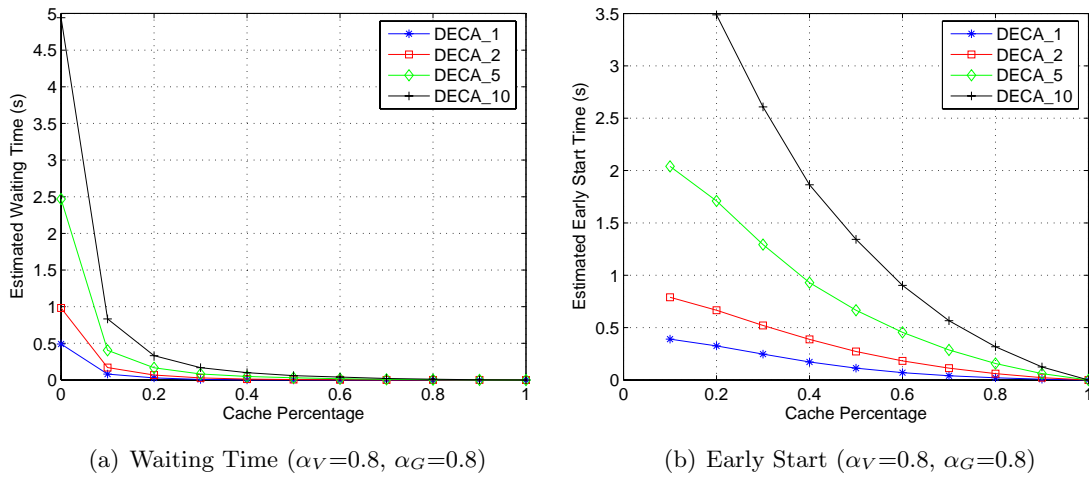 5
4.5
4
3.5
3
2.5
2
1.5
1
0.5
0
Estimated Waiting Time (s)
DECA_1
DECA_2
DECA_5
DECA_10
0 0.2 0.4 0.6 0.8 1
Cache Percentage
(a) Waiting Time (αV=0.8, αG=0.8)
3.5
3
2.5
2
1.5
1
0.5
0
Estimated Early Start Time (s)
DECA_1
DECA_2
DECA_5
DECA_10
0 0.2 0.4 0.6 0.8 1
Cache Percentage
(b) Early Start (αV=0.8, αG=0.8)